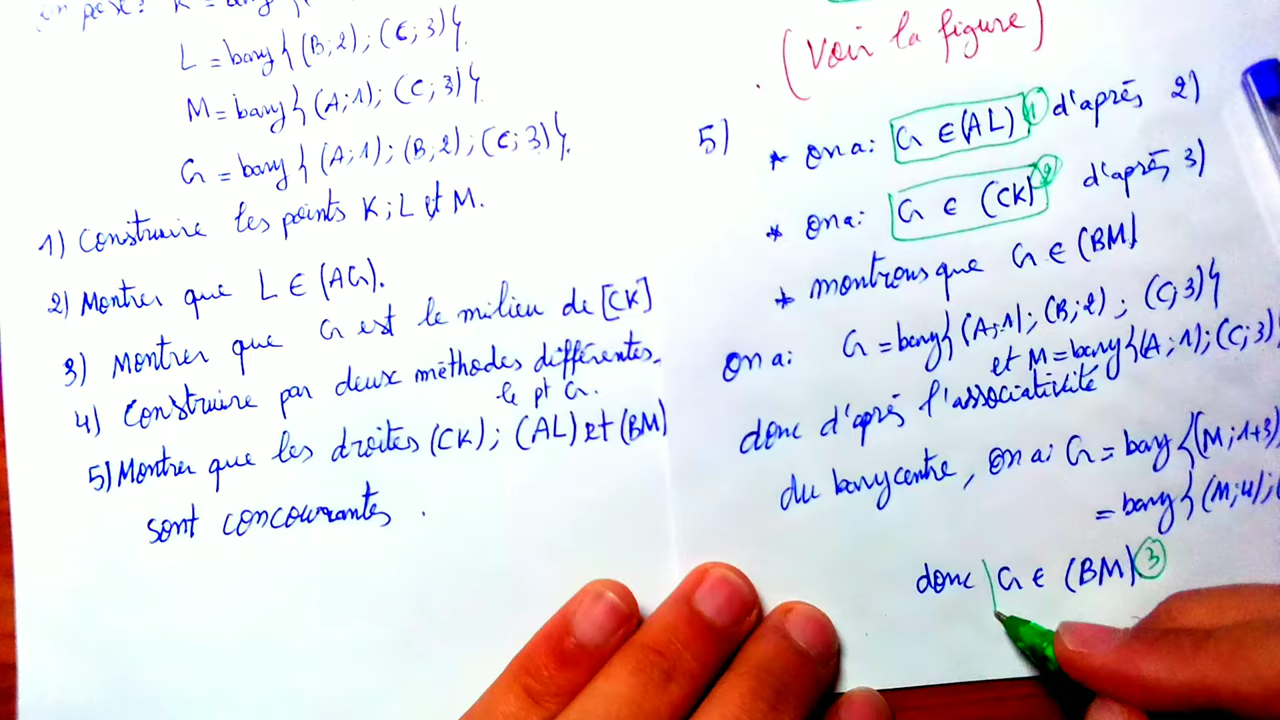 on pose: K = bary {
L = bary { (B; 2) ; (C; 3) }.
M = bary { (A; 1) ; (C; 3) }
G = bary { (A; 1) ; (B; 2) ; (C; 3) }.
1) Construire les points K; L et M.
2) Montrer que L ∈ (AG).
3) Montrer que G est le milieu de [CK]
4) Construire par deux méthodes différentes.
le pt G.
5) Montrer que les droites (CK); (AL) et (BM)
sont concourantes.
(Voir la figure)
5) * on a: G ∈ (AL) 1 d'après 2)
* on a: G ∈ (CK) 2 d'après 3)
* montrons que G ∈ (BM)
on a: G = bary { (A; 1) ; (B; 2) ; (C; 3) }
et M = bary { (A; 1) ; (C; 3)
donc d'après l'associativité
du barycentre, on a: G = bary { (M; 1+3)
= bary { (M; 4) ; (
donc G ∈ (BM) 3